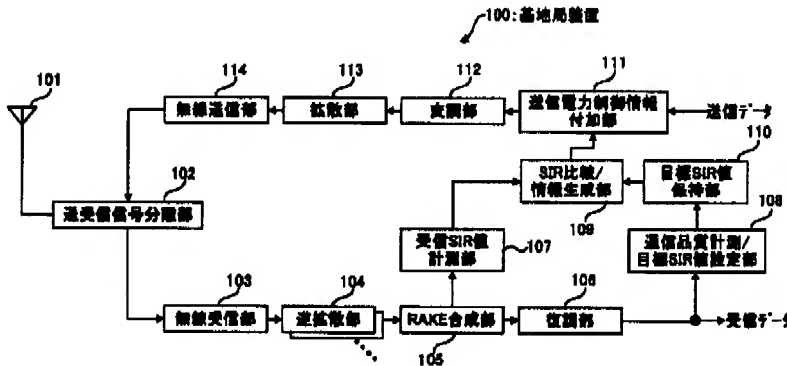 100:基地局装置
101
114
113
112
111
無線送信部
拡散部
変調部
送信電力制御情報
付加部
送信データ
110
102
送受信信号分離部
SIR比較/
情報生成部
109
目標SIR値
保持部
108
受信SIR値
計測部
107
通信品質計測/
目標SIR値設定部
103
104
106
無線受信部
逆拡散部
RAKE合成部
105
復調部
受信データ